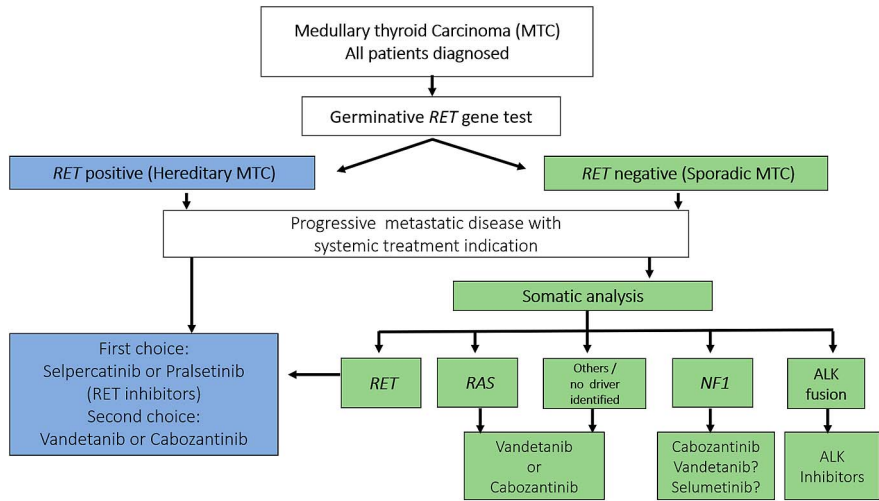 Medullary thyroid Carcinoma (MTC)
All patients diagnosed
Germinative RET gene test
RET positive (Hereditary MTC)
RET negative (Sporadic MTC)
Progressive metastatic disease with
systemic treatment indication
Somatic analysis
First choice:
Selpercatinib or Pralsetinib
(RET inhibitors)
Second choice:
Vandetanib or Cabozantinib
RET
RAS
Others /
no driver
identified
NF1
ALK
fusion
Vandetanib
or
Cabozantinib
Cabozantinib
Vandetanib?
Selumetinib?
ALK
Inhibitors